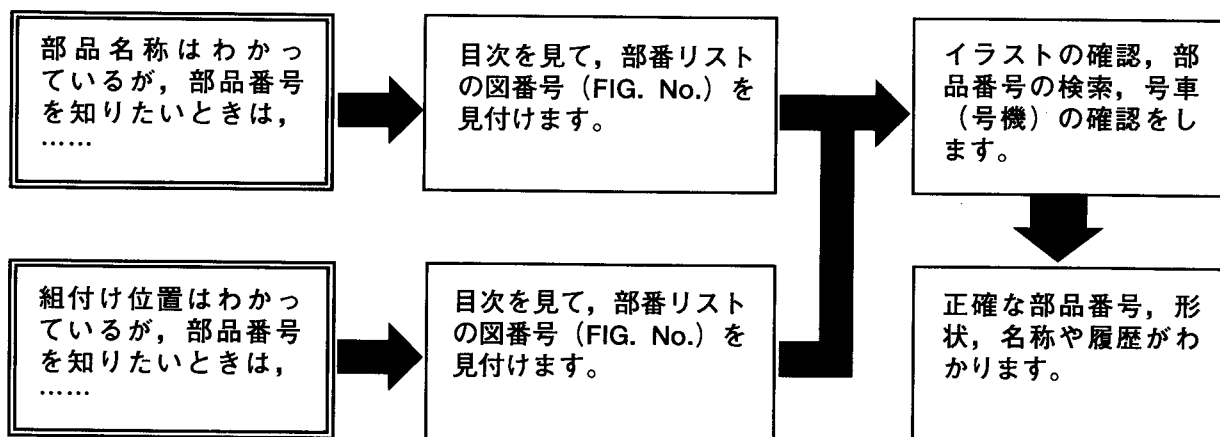 部品名称はわかっ
ているが，部品番号
を知りたいときは，
……
目次を見て，部番リスト
の図番号（FIG. No.）を
見付けます。
イラストの確認，部
品番号の検索，号車
（号機）の確認をし
ます。
組付け位置はわかっ
ているが，部品番号
を知りたいときは，
……
目次を見て，部番リスト
の図番号（FIG. No.）を
見付けます。
正確な部品番号，形
状，名称や履歴がわ
かります。